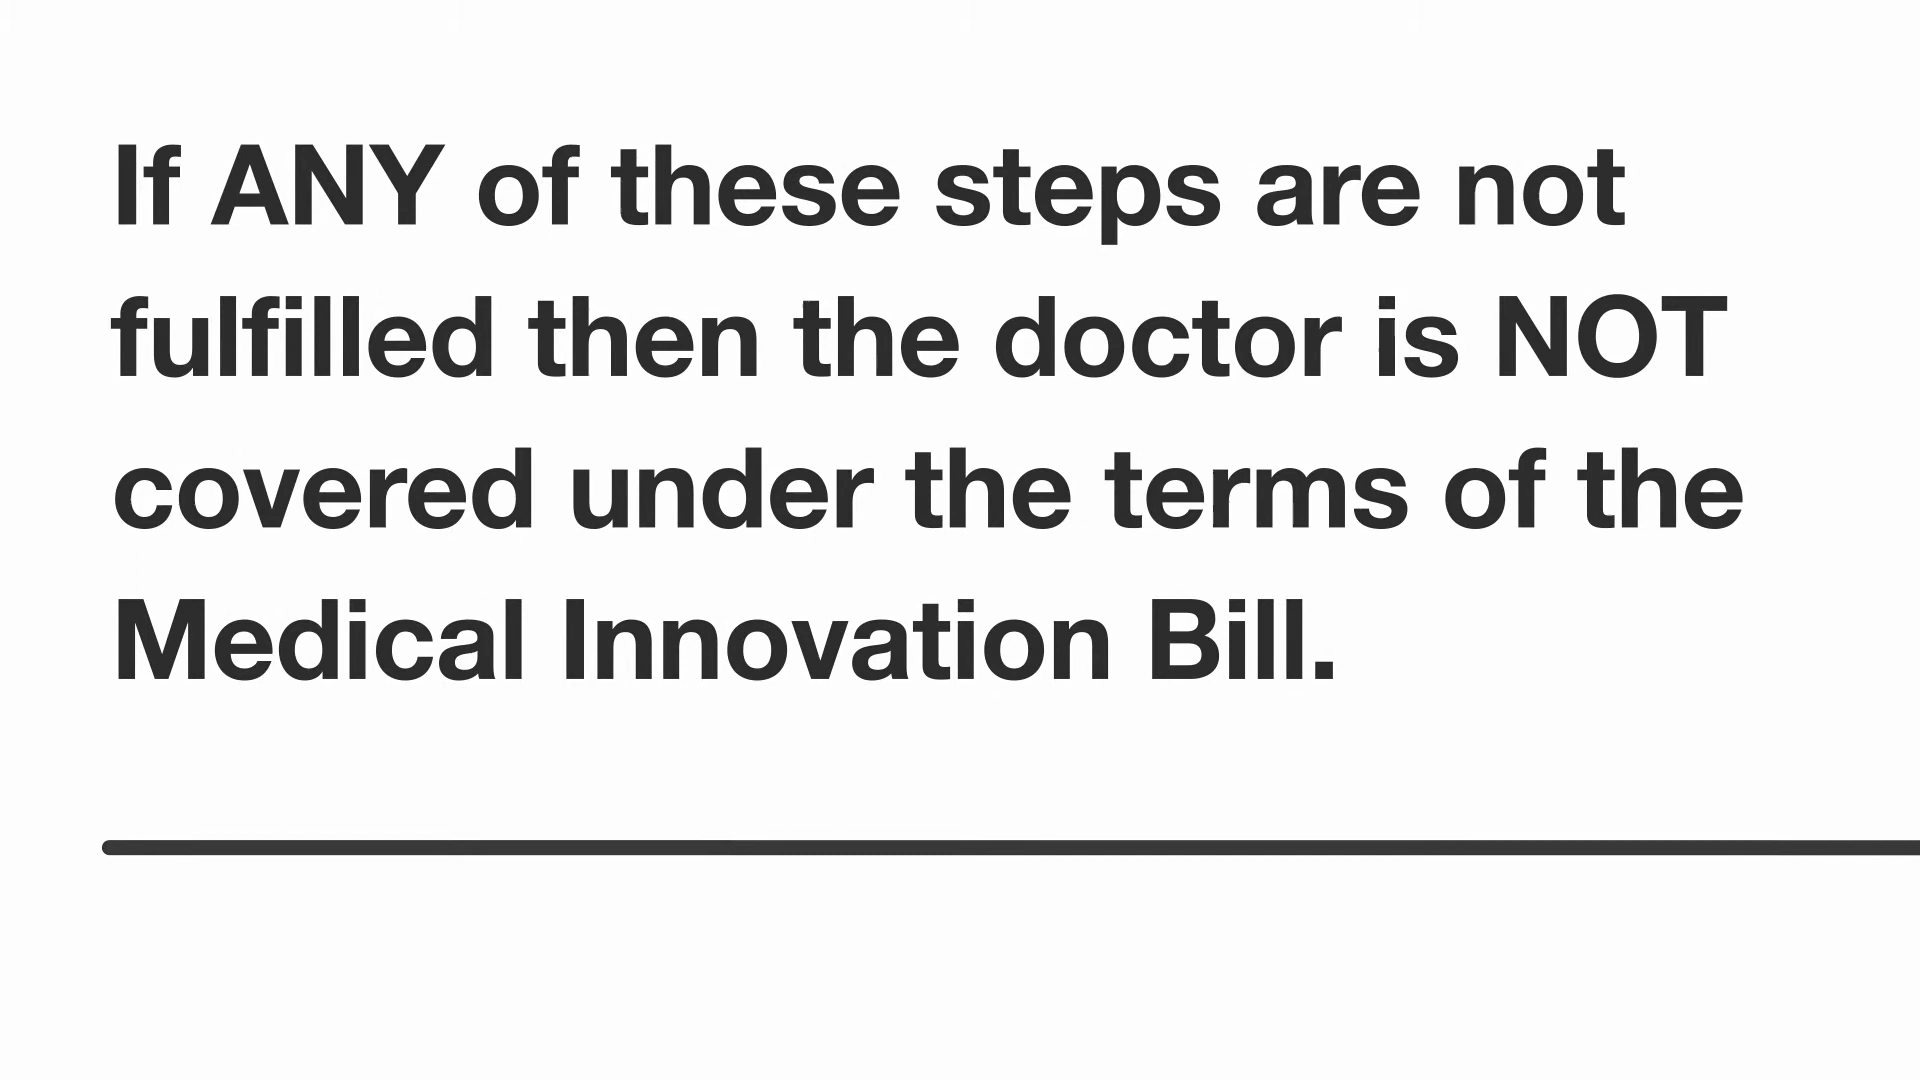 If ANY of these steps are not
fulfilled then the doctor is NOT
covered under the terms of the
Medical Innovation Bill.